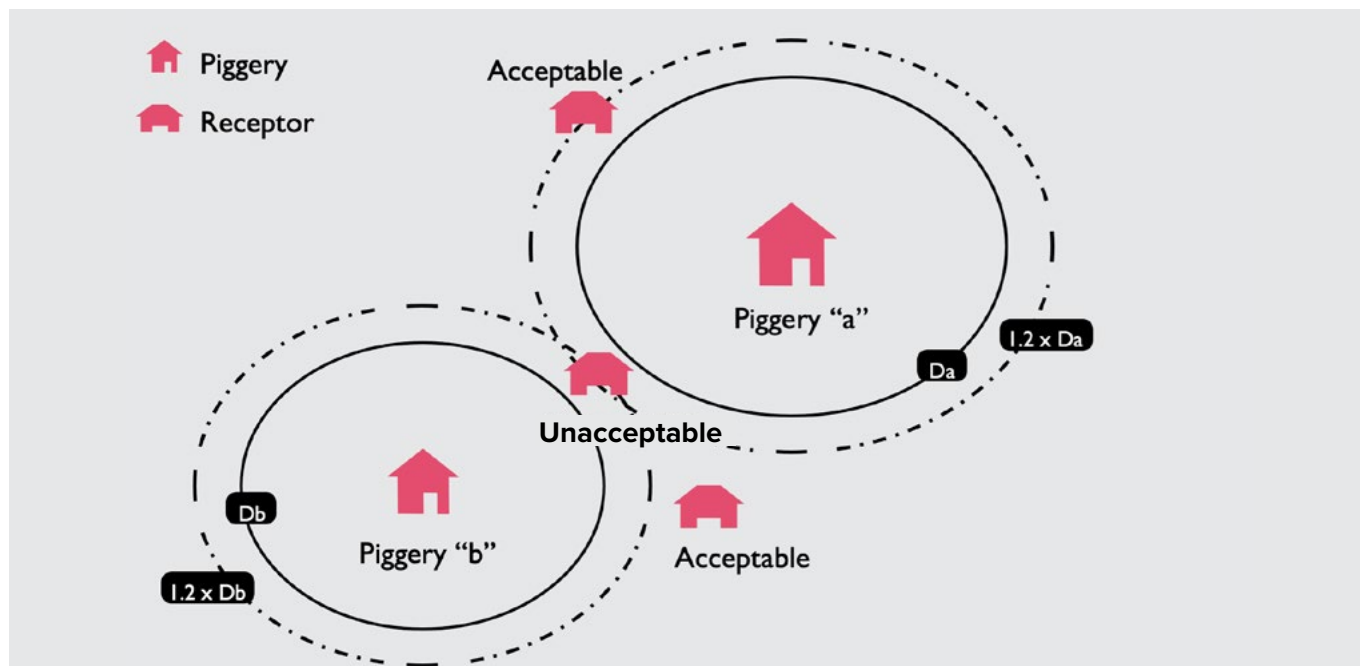 Piggery
Receptor
Acceptable
Piggery “a”
1.2 x Da
Da
Unacceptable
Db
Piggery “b”
Acceptable
1.2 x Db